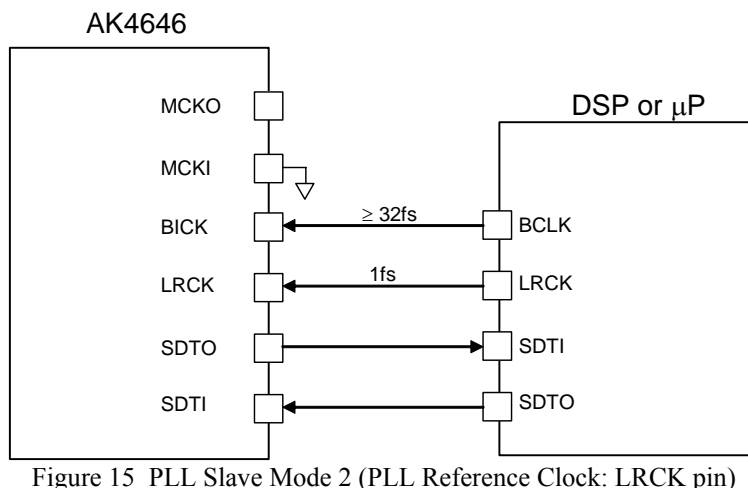 AK4646
DSP or μP
MCKO
MCKI
BICK
≥ 32fs
BCLK
LRCK
1fs
LRCK
SDTO
SDTI
SDTI
SDTO
Figure 15 PLL Slave Mode 2 (PLL Reference Clock: LRCK pin)